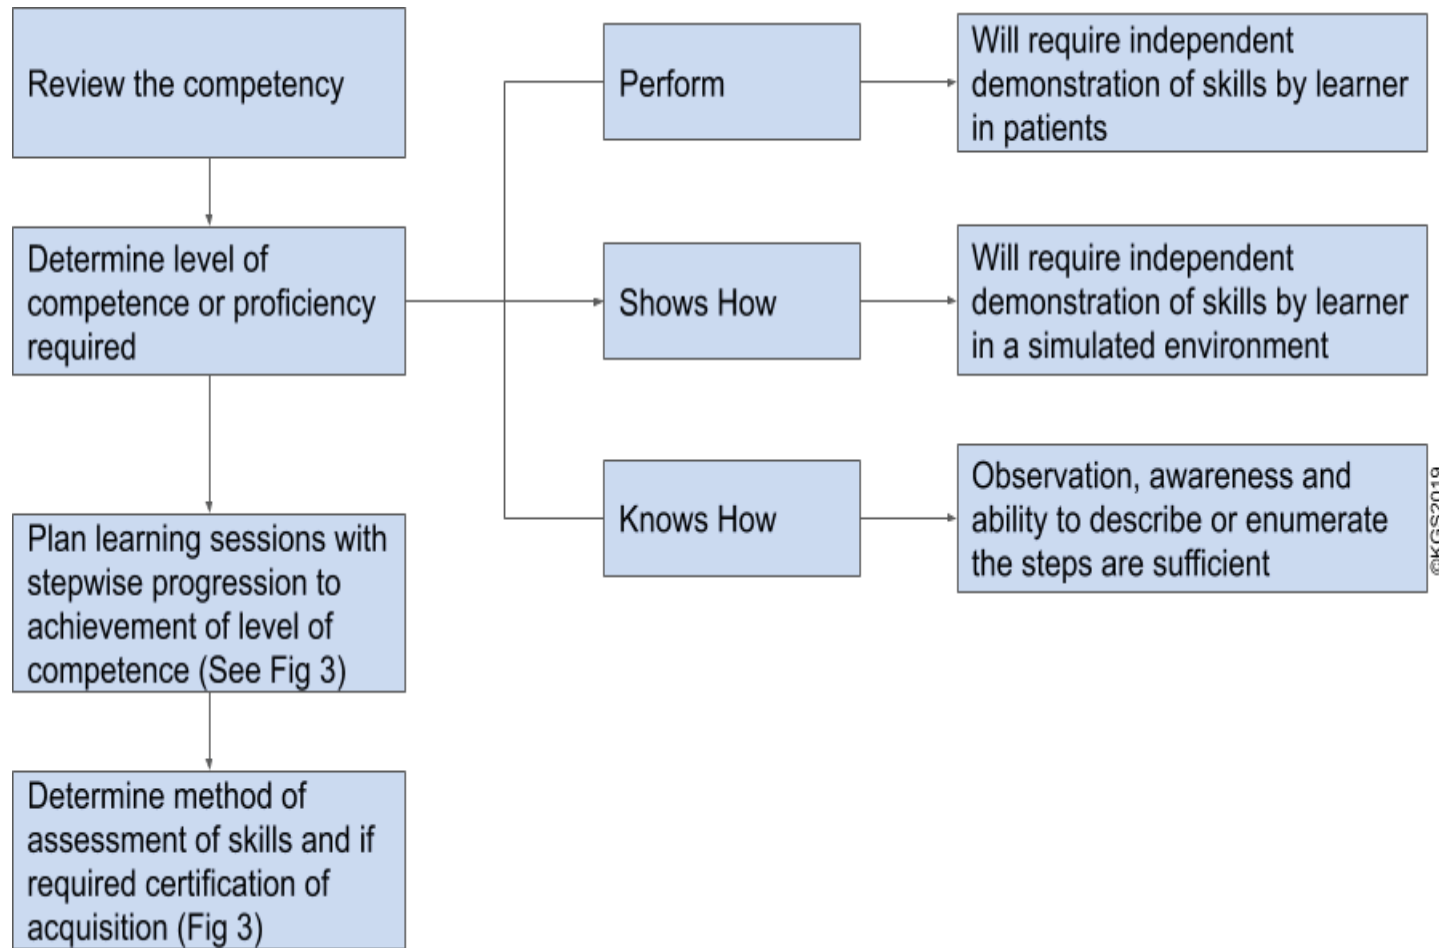 Review the competency
Determine level of
competence or proficiency
required
Plan learning sessions with
stepwise progression to
achievement of level of
competence (See Fig 3)
Determine method of
assessment of skills and if
required certification of
acquisition (Fig 3)
Perform
Will require independent
demonstration of skills by learner
in patients
Shows How
Will require independent
demonstration of skills by learner
in a simulated environment
Knows How
Observation, awareness and
ability to describe or enumerate
the steps are sufficient
©KGS2019